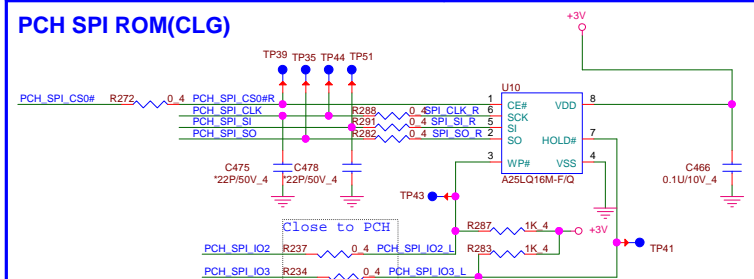 PCH SPI ROM(CLG)
+3V
TP39 TP35 TP44 TP51
U10
PCH_SPI_CS0# R272 0_4 PCH_SPI_CS0#R 1 CE# VDD 8
PCH_SPI_CLK R288 0_4 SPI_CLK_R 6 SCK
PCH_SPI_SI R291 0_4 SPI_SI_R 5 SI
PCH_SPI_SO R282 0_4 SPI_SO_R 2 SO HOLD# 7
3 WP# VSS 4
C475 C478 A25LQ16M-F/Q C466
*22P/50V_4 *22P/50V_4 0.1U/10V_4
TP43
Close to PCH R287 1K_4 +3V
PCH_SPI_IO2 R237 0_4 PCH_SPI_IO2_L R283 1K_4 TP41
PCH_SPI_IO3 R234 0_4 PCH_SPI_IO3_L